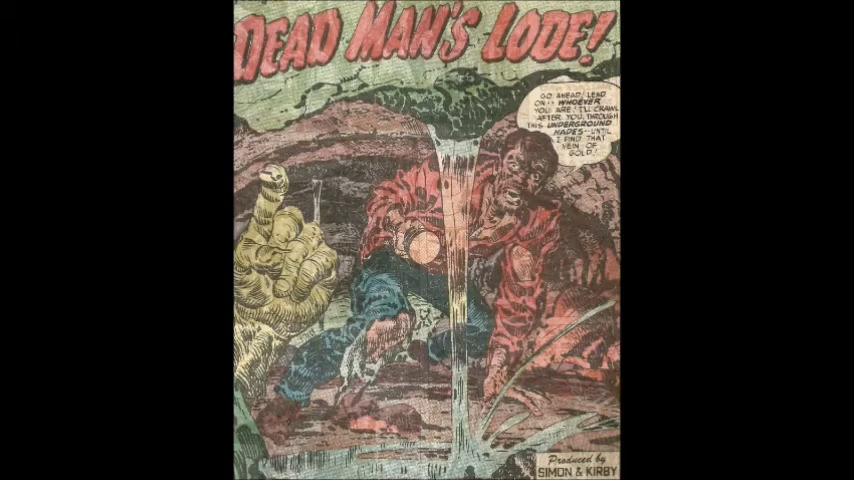 DEAD MAN'S LODE!
GO AHEAD! LEAD
ON-- WHOEVER
YOU ARE! I'LL CRAWL
AFTER YOU, THROUGH
THIS UNDERGROUND
HADES--UNTIL
I FIND THAT
VEIN OF
GOLD!
Produced by
SIMON & KIRBY